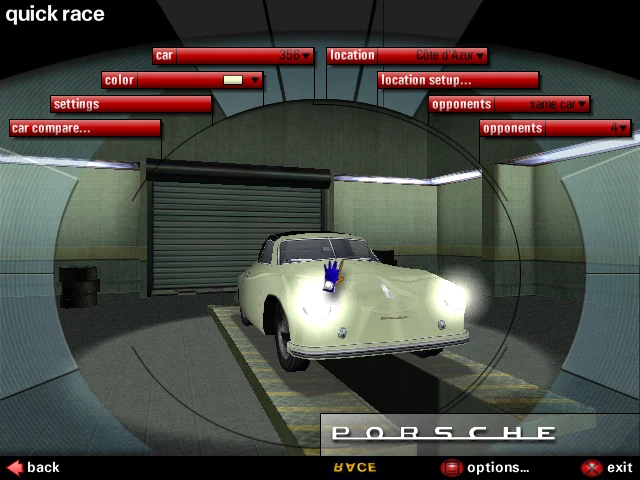 quick race
car 356
location Côte d'Azur
color
location setup...
settings
opponents same car
car compare...
opponents 4
PORSCHE
back
RACE
options...
exit